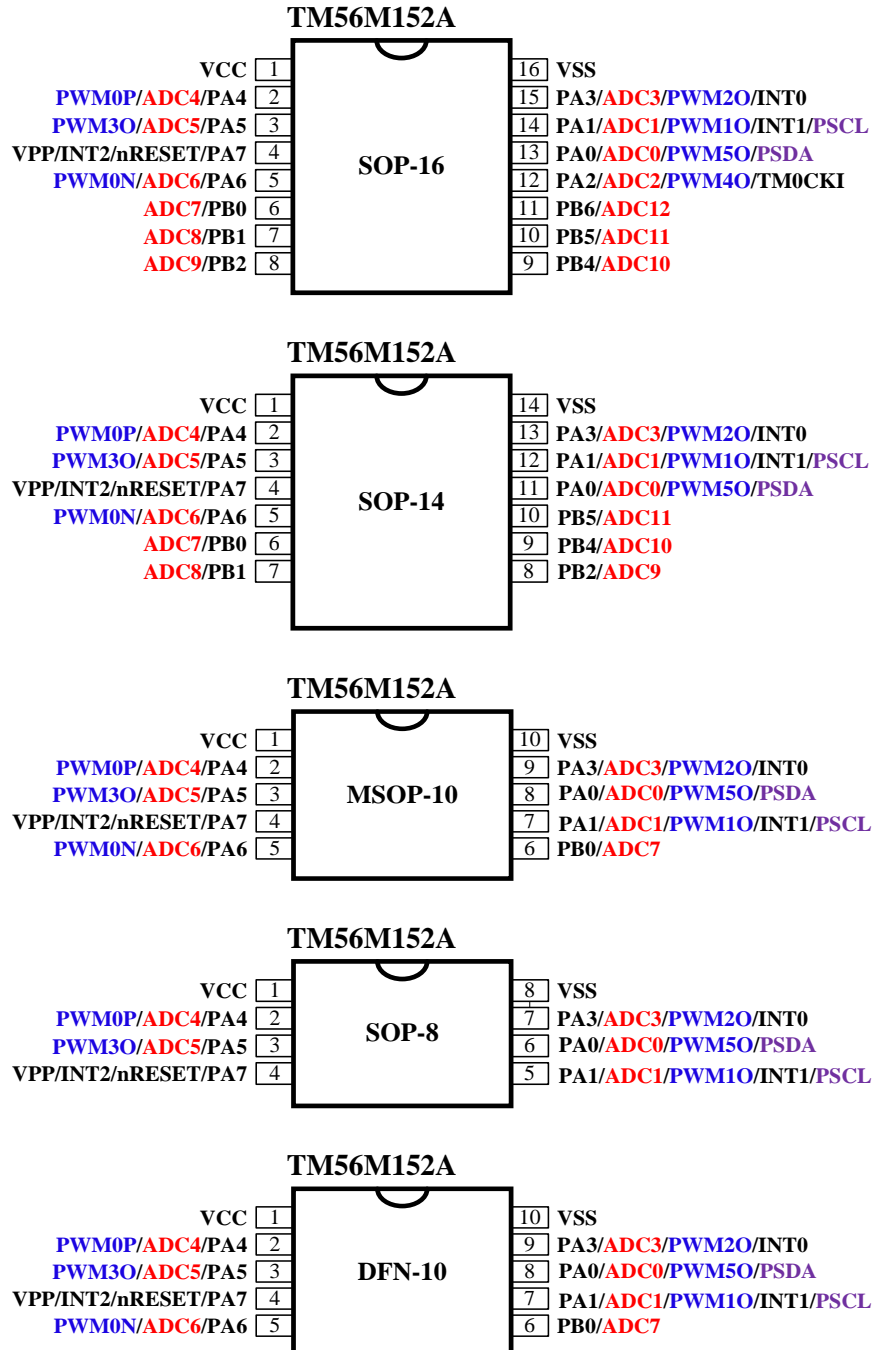 TM56M152A
VCC 1 16 VSS
PWM0P/ADC4/PA4 2 15 PA3/ADC3/PWM2O/INT0
PWM3O/ADC5/PA5 3 14 PA1/ADC1/PWM1O/INT1/PSCL
VPP/INT2/nRESET/PA7 4 SOP-16 13 PA0/ADC0/PWM5O/PSDA
PWM0N/ADC6/PA6 5 12 PA2/ADC2/PWM4O/TM0CKI
ADC7/PB0 6 11 PB6/ADC12
ADC8/PB1 7 10 PB5/ADC11
ADC9/PB2 8 9 PB4/ADC10
TM56M152A
VCC 1 14 VSS
PWM0P/ADC4/PA4 2 13 PA3/ADC3/PWM2O/INT0
PWM3O/ADC5/PA5 3 12 PA1/ADC1/PWM1O/INT1/PSCL
VPP/INT2/nRESET/PA7 4 SOP-14 11 PA0/ADC0/PWM5O/PSDA
PWM0N/ADC6/PA6 5 10 PB5/ADC11
ADC7/PB0 6 9 PB4/ADC10
ADC8/PB1 7 8 PB2/ADC9
TM56M152A
VCC 1 10 VSS
PWM0P/ADC4/PA4 2 9 PA3/ADC3/PWM2O/INT0
PWM3O/ADC5/PA5 3 MSOP-10 8 PA0/ADC0/PWM5O/PSDA
VPP/INT2/nRESET/PA7 4 7 PA1/ADC1/PWM1O/INT1/PSCL
PWM0N/ADC6/PA6 5 6 PB0/ADC7
TM56M152A
VCC 1 8 VSS
PWM0P/ADC4/PA4 2 SOP-8 7 PA3/ADC3/PWM2O/INT0
PWM3O/ADC5/PA5 3 6 PA0/ADC0/PWM5O/PSDA
VPP/INT2/nRESET/PA7 4 5 PA1/ADC1/PWM1O/INT1/PSCL
TM56M152A
VCC 1 10 VSS
PWM0P/ADC4/PA4 2 9 PA3/ADC3/PWM2O/INT0
PWM3O/ADC5/PA5 3 DFN-10 8 PA0/ADC0/PWM5O/PSDA
VPP/INT2/nRESET/PA7 4 7 PA1/ADC1/PWM1O/INT1/PSCL
PWM0N/ADC6/PA6 5 6 PB0/ADC7